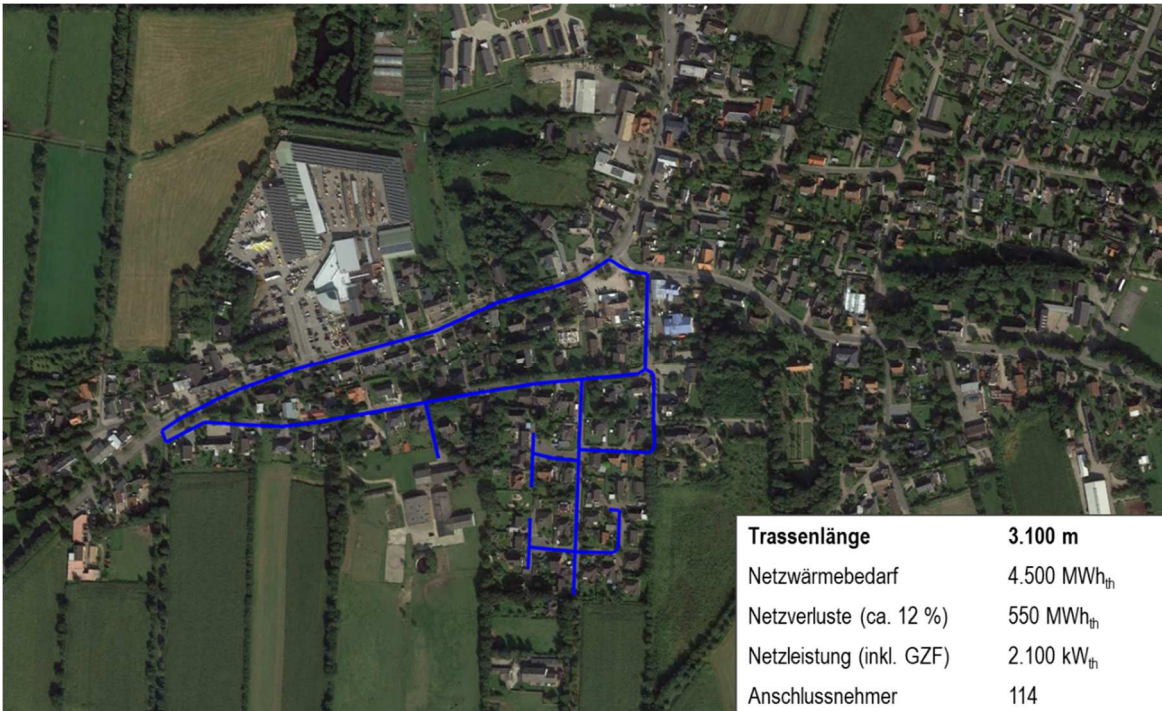 Trassenlänge 3.100 m
Netzwärmebedarf 4.500 MWhth
Netzverluste (ca. 12 %) 550 MWhth
Netzleistung (inkl. GZF) 2.100 kWth
Anschlussnehmer 114